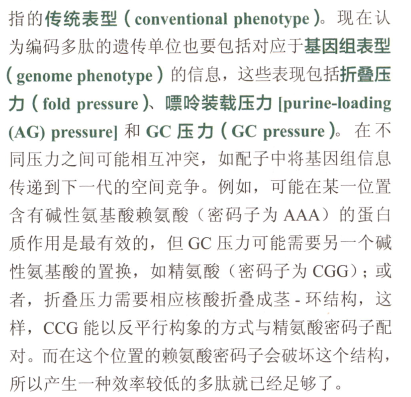 指的传统表型（conventional phenotype）。现在认
为编码多肽的遗传单位也要包括对应于基因组表型
（genome phenotype）的信息，这些表现包括折叠压
力（fold pressure）、嘌呤装载压力 [purine-loading
(AG) pressure] 和 GC 压力（GC pressure）。在不
同压力之间可能相互冲突，如配子中将基因组信息
传递到下一代的空间竞争。例如，可能在某一位置
含有碱性氨基酸赖氨酸（密码子为 AAA）的蛋白
质作用是最有效的，但 GC 压力可能需要另一个碱
性氨基酸的置换，如精氨酸（密码子为 CGG）；或
者，折叠压力需要相应核酸折叠成茎 - 环结构，这
样，CCG 能以反平行构象的方式与精氨酸密码子配
对。而在这个位置的赖氨酸密码子会破坏这个结构，
所以产生一种效率较低的多肽就已经足够了。